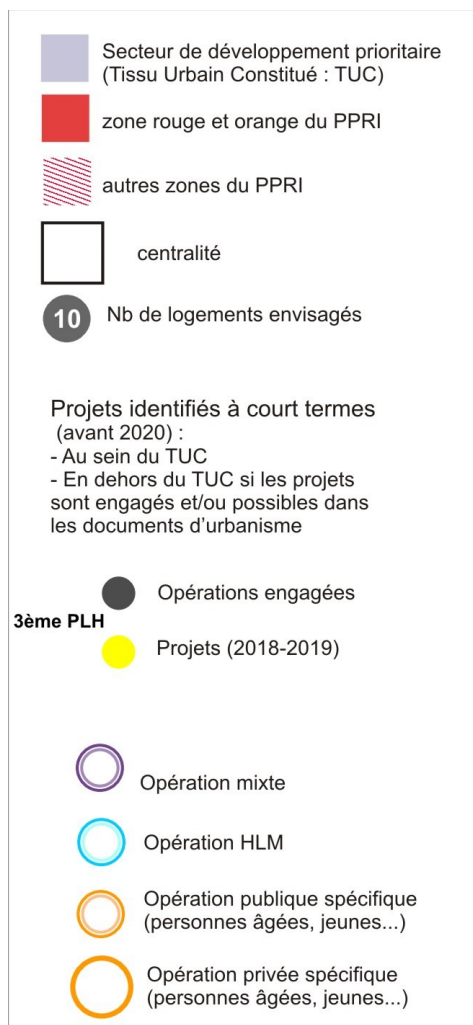 Secteur de développement prioritaire
(Tissu Urbain Constitué : TUC)
zone rouge et orange du PPRI
autres zones du PPRI
centralité
10
Nb de logements envisagés
Projets identifiés à court termes
(avant 2020) :
- Au sein du TUC
- En dehors du TUC si les projets
sont engagés et/ou possibles dans
les documents d'urbanisme
Opérations engagées
3ème PLH
Projets (2018-2019)
Opération mixte
Opération HLM
Opération publique spécifique
(personnes âgées, jeunes...)
Opération privée spécifique
(personnes âgées, jeunes...)